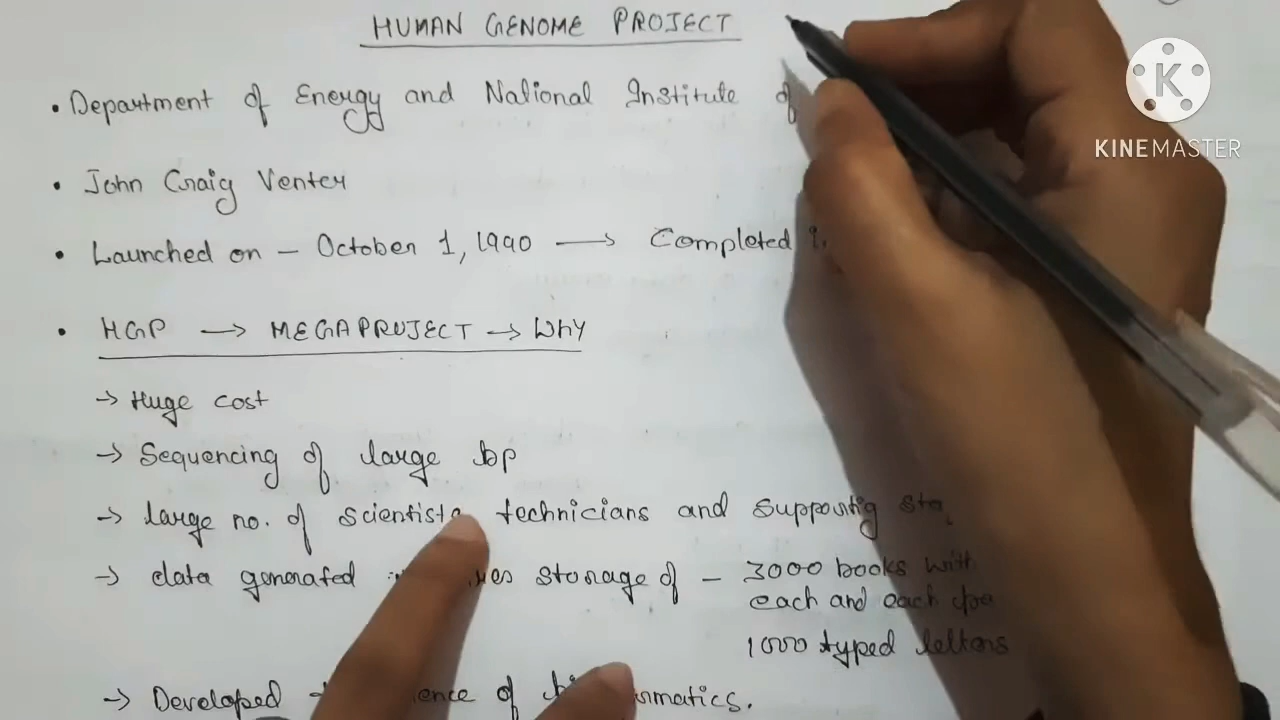 HUMAN GENOME PROJECT
• Department of Energy and National Institute of
• John Craig Venter
• Launched on – October 1, 1990 → Completed
• HGP → MEGAPROJECT → Why
→ Huge cost
→ Sequencing of large bp
→ large no. of scientists technicians and Supporting
→ data generated storage of – 3000 books with
each and each
1000 typed letters
→ Developed of
K
KINEMASTER